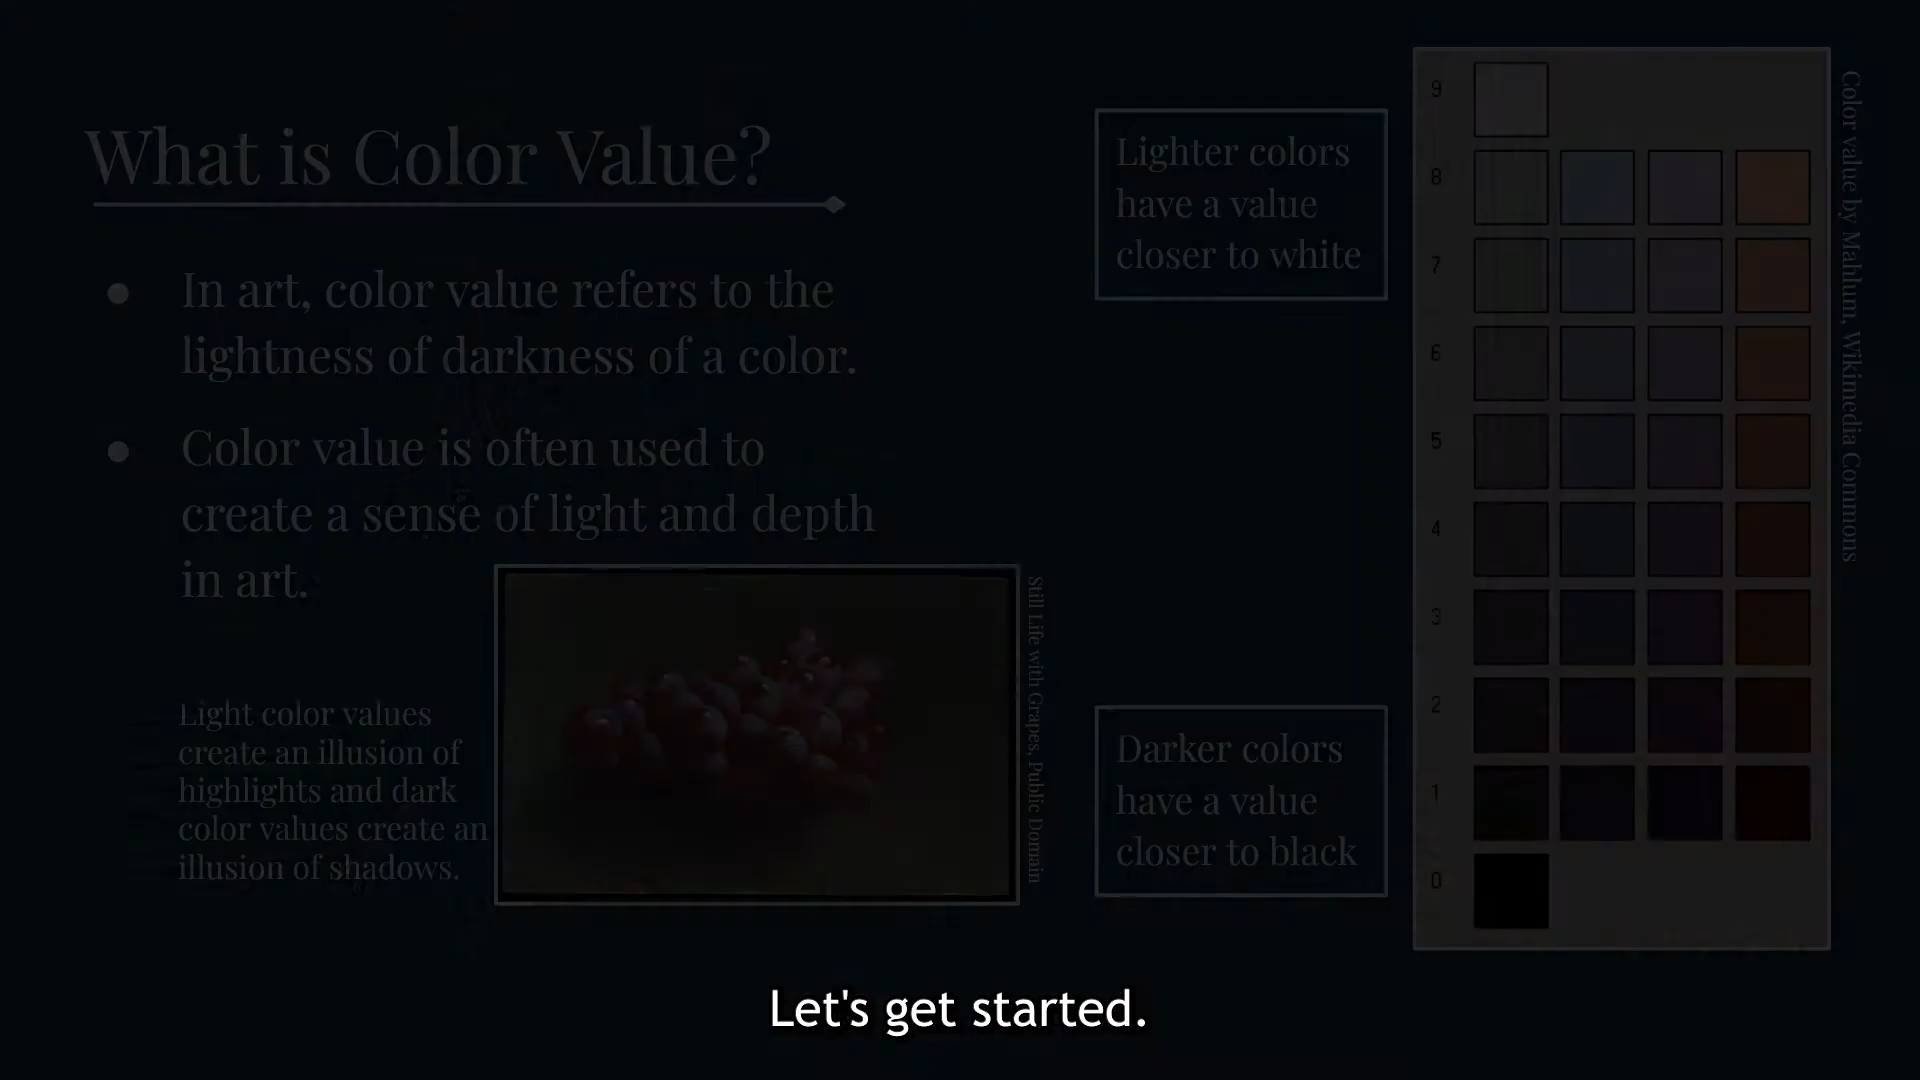 What is Color Value?
● In art, color value refers to the
lightness of darkness of a color.
● Color value is often used to
create a sense of light and depth
in art.
Light color values
create an illusion of
highlights and dark
color values create an
illusion of shadows.
Still Life with Grapes, Public Domain
Lighter colors
have a value
closer to white
Darker colors
have a value
closer to black
9
8
7
6
5
4
3
2
1
0
Color value by Mahlum, Wikimedia Commons
Let's get started.